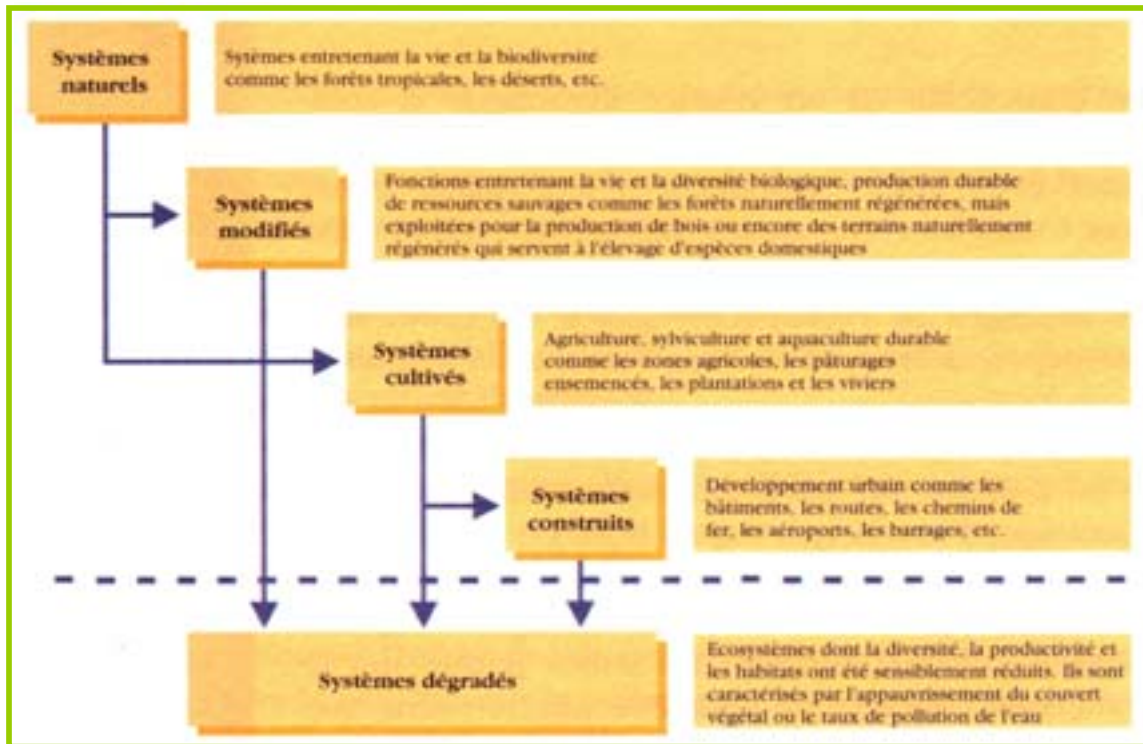 Systèmes
naturels
Sytèmes entretenant la vie et la biodiversité
comme les forêts tropicales, les déserts, etc.
Systèmes
modifiés
Fonctions entretenant la vie et la diversité biologique, production durable
de ressources sauvages comme les forêts naturellement régénérées, mais
exploitées pour la production de bois ou encore des terrains naturellement
régénérés qui servent à l'élevage d'espèces domestiques
Systèmes
cultivés
Agriculture, sylviculture et aquaculture durable
comme les zones agricoles, les pâturages
ensemencés, les plantations et les viviers
Systèmes
construits
Développement urbain comme les
bâtiments, les routes, les chemins de
fer, les aéroports, les barrages, etc.
Systèmes dégradés
Ecosystèmes dont la diversité, la productivité et
les habitats ont été sensiblement réduits. Ils sont
caractérisés par l'appauvrissement du couvert
végétal ou le taux de pollution de l'eau